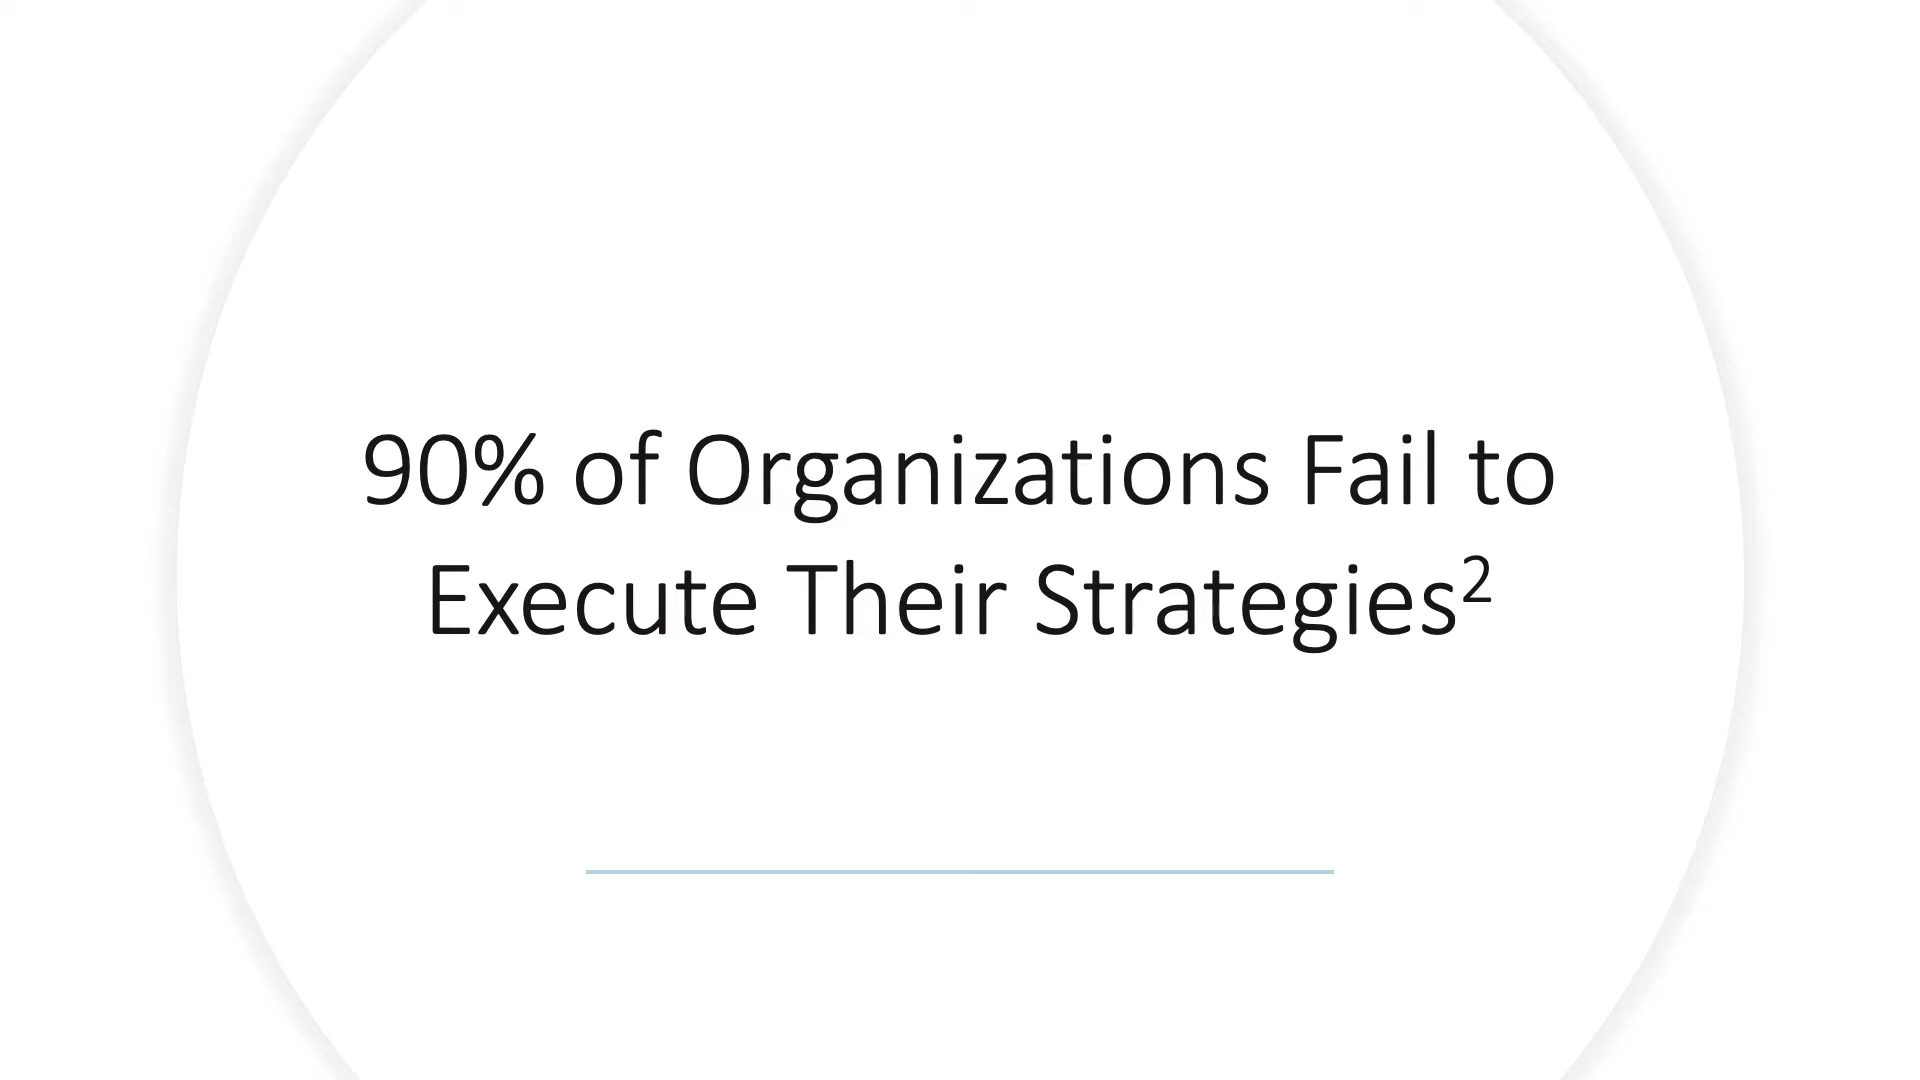 90% of Organizations Fail to
Execute Their Strategies²